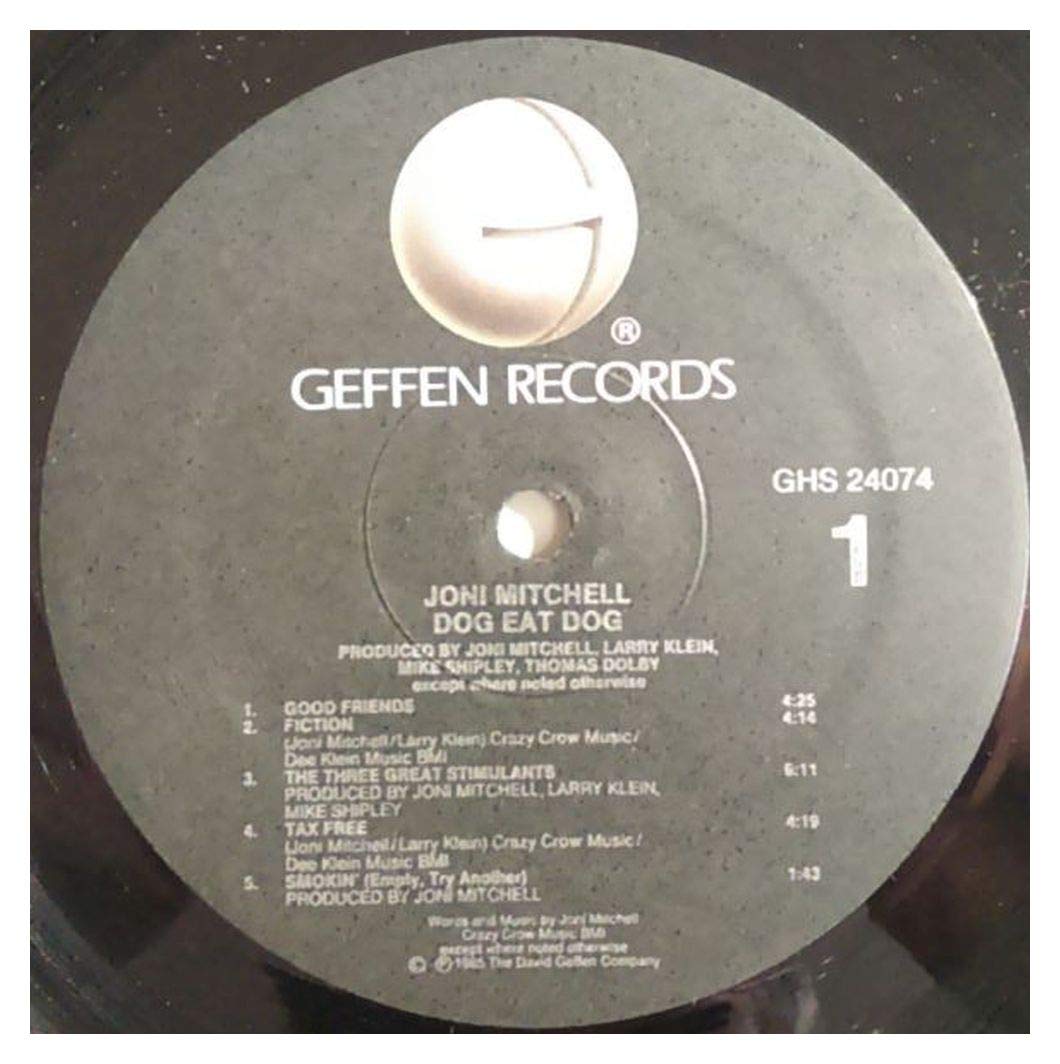 ®
GEFFEN RECORDS
GHS 24074
1
JONI MITCHELL
DOG EAT DOG
PRODUCED BY JONI MITCHELL, LARRY KLEIN,
MIKE SHIPLEY, THOMAS DOLBY
except where noted otherwise
1. GOOD FRIENDS 4:25
2. FICTION 4:14
(Joni Mitchell/Larry Klein) Crazy Crow Music/
Dee Klein Music BMI
3. THE THREE GREAT STIMULANTS 6:11
PRODUCED BY JONI MITCHELL, LARRY KLEIN,
MIKE SHIPLEY
4. TAX FREE 4:19
(Joni Mitchell/Larry Klein) Crazy Crow Music/
Dee Klein Music BMI
5. SMOKIN' (Empty, Try Another) 1:43
PRODUCED BY JONI MITCHELL
Words and Music by Joni Mitchell
Crazy Crow Music BMI
except where noted otherwise
© ℗ 1985 The David Geffen Company